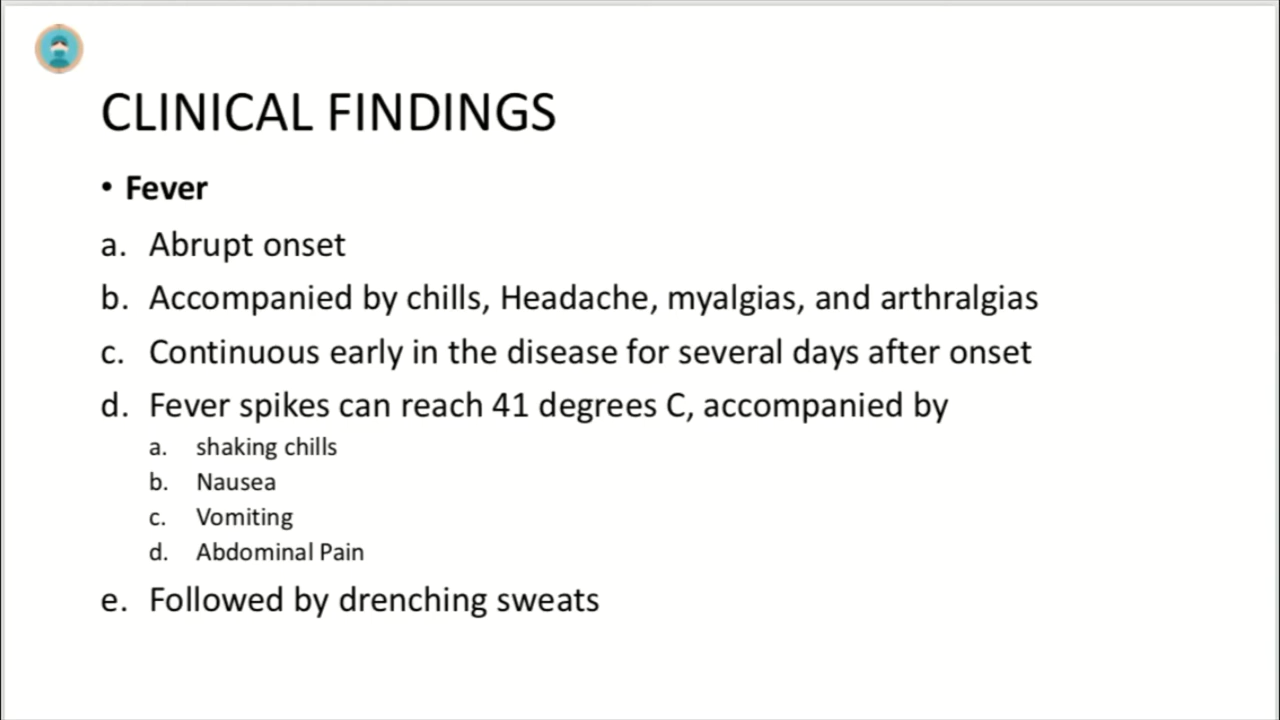 CLINICAL FINDINGS
• Fever
a. Abrupt onset
b. Accompanied by chills, Headache, myalgias, and arthralgias
c. Continuous early in the disease for several days after onset
d. Fever spikes can reach 41 degrees C, accompanied by
a. shaking chills
b. Nausea
c. Vomiting
d. Abdominal Pain
e. Followed by drenching sweats